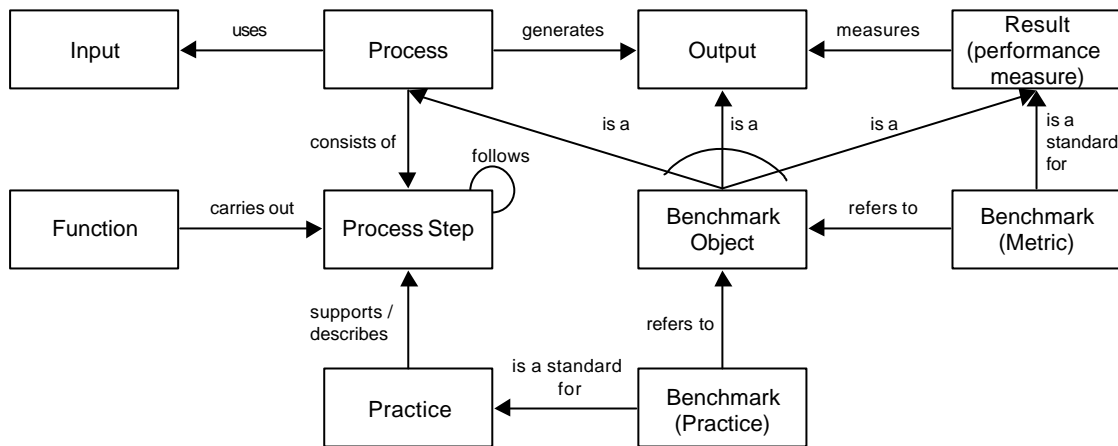 Input
uses
Process
generates
Output
measures
Result
(performance
measure)
consists of
is a
is a
is a
is a
standard
for
follows
Function
carries out
Process Step
Benchmark
Object
refers to
Benchmark
(Metric)
supports /
describes
refers to
Practice
is a standard
for
Benchmark
(Practice)